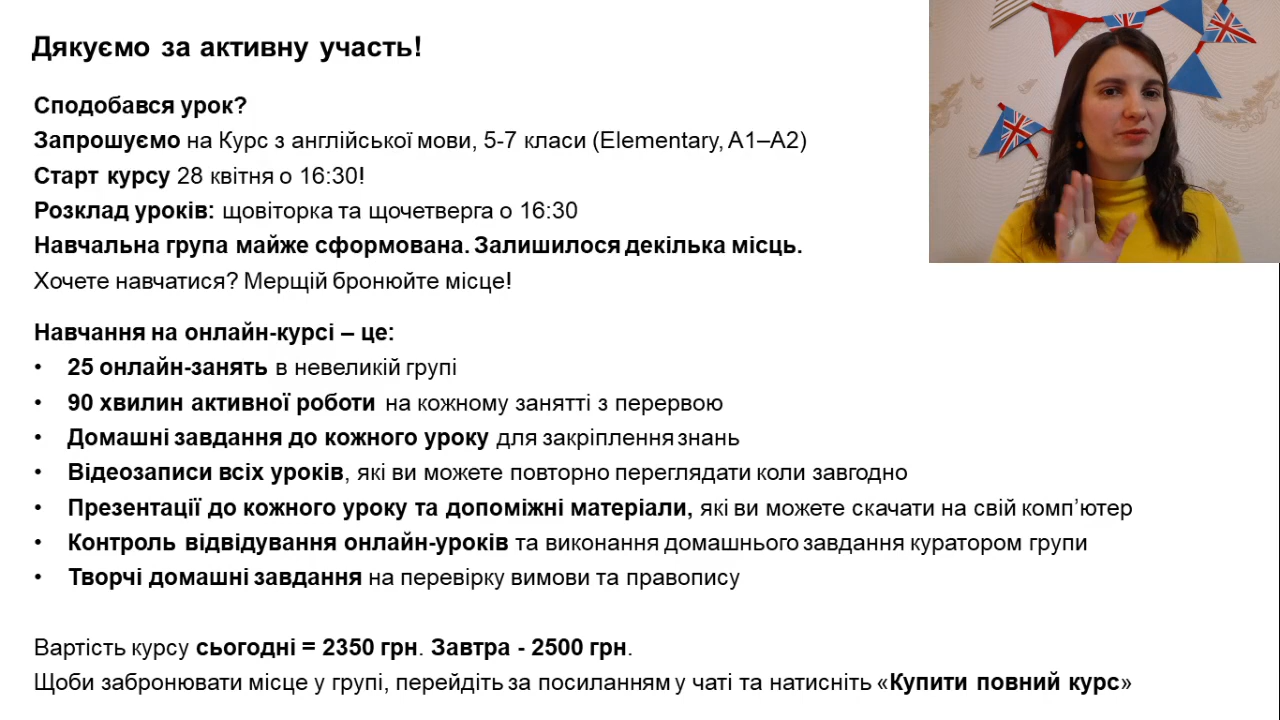 Дякуємо за активну участь!
Сподобався урок?
Запрошуємо на Курс з англійської мови, 5-7 класи (Elementary, A1–A2)
Старт курсу 28 квітня о 16:30!
Розклад уроків: щовіторка та щочетверга о 16:30
Навчальна група майже сформована. Залишилося декілька місць.
Хочете навчатися? Мерщій бронюйте місце!
Навчання на онлайн-курсі – це:
• 25 онлайн-занять в невеликій групі
• 90 хвилин активної роботи на кожному занятті з перервою
• Домашні завдання до кожного уроку для закріплення знань
• Відеозаписи всіх уроків, які ви можете повторно переглядати коли завгодно
• Презентації до кожного уроку та допоміжні матеріали, які ви можете скачати на свій комп’ютер
• Контроль відвідування онлайн-уроків та виконання домашнього завдання куратором групи
• Творчі домашні завдання на перевірку вимови та правопису
Вартість курсу сьогодні = 2350 грн. Завтра - 2500 грн.
Щоби забронювати місце у групі, перейдіть за посиланням у чаті та натисніть «Купити повний курс»